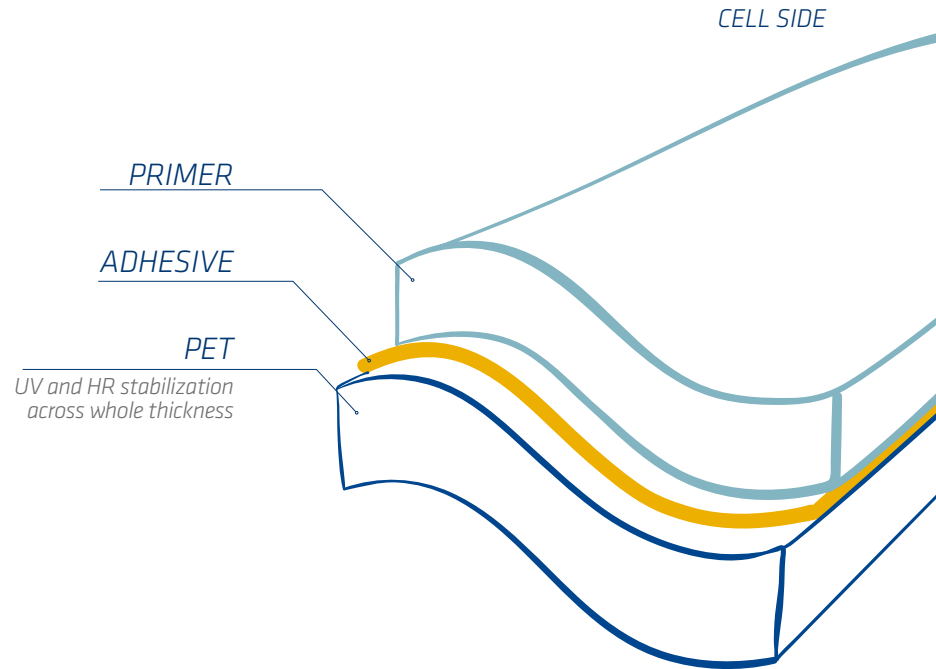 CELL SIDE
PRIMER
ADHESIVE
PET
UV and HR stabilization
across whole thickness